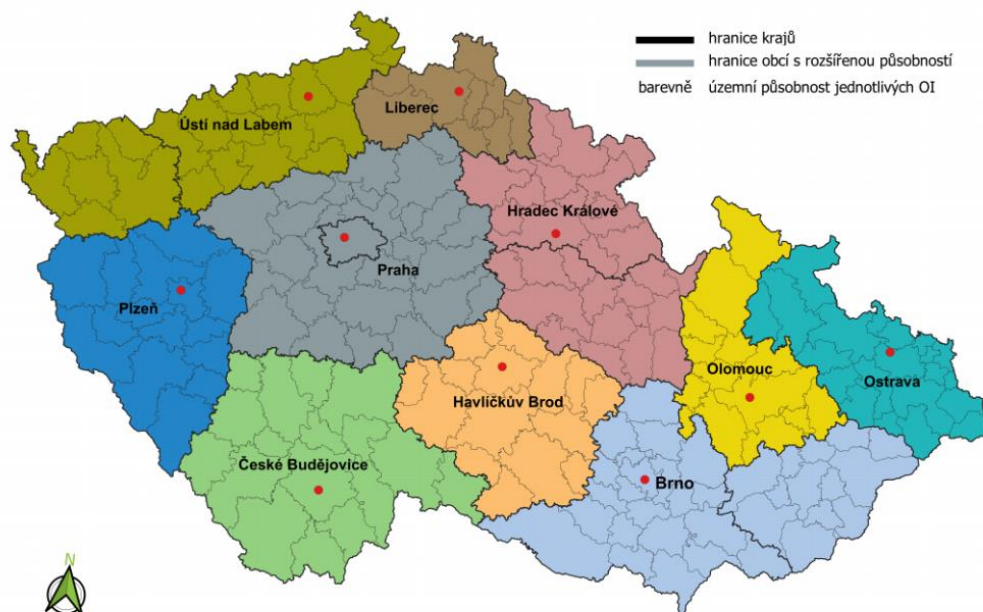 hranice krajů
hranice obcí s rozšířenou působností
barevně územní působnost jednotlivých OI
Liberec
Ústí nad Labem
Hradec Králové
Praha
Plzeň
Olomouc
Ostrava
Havlíčkův Brod
České Budějovice
Brno
N